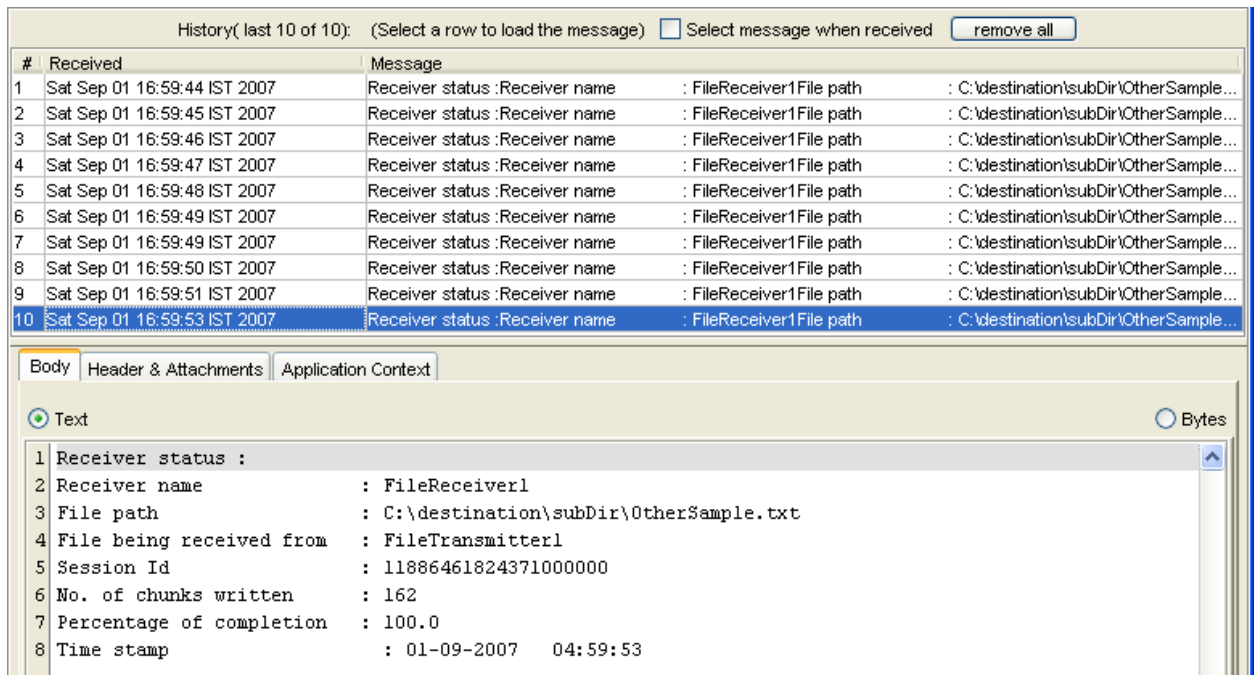 History( last 10 of 10): (Select a row to load the message) Select message when received remove all
# Received Message
1 Sat Sep 01 16:59:44 IST 2007 Receiver status :Receiver name : FileReceiver1File path : C:\destination\subDir\OtherSample...
2 Sat Sep 01 16:59:45 IST 2007 Receiver status :Receiver name : FileReceiver1File path : C:\destination\subDir\OtherSample...
3 Sat Sep 01 16:59:46 IST 2007 Receiver status :Receiver name : FileReceiver1File path : C:\destination\subDir\OtherSample...
4 Sat Sep 01 16:59:47 IST 2007 Receiver status :Receiver name : FileReceiver1File path : C:\destination\subDir\OtherSample...
5 Sat Sep 01 16:59:48 IST 2007 Receiver status :Receiver name : FileReceiver1File path : C:\destination\subDir\OtherSample...
6 Sat Sep 01 16:59:49 IST 2007 Receiver status :Receiver name : FileReceiver1File path : C:\destination\subDir\OtherSample...
7 Sat Sep 01 16:59:49 IST 2007 Receiver status :Receiver name : FileReceiver1File path : C:\destination\subDir\OtherSample...
8 Sat Sep 01 16:59:50 IST 2007 Receiver status :Receiver name : FileReceiver1File path : C:\destination\subDir\OtherSample...
9 Sat Sep 01 16:59:51 IST 2007 Receiver status :Receiver name : FileReceiver1File path : C:\destination\subDir\OtherSample...
10 Sat Sep 01 16:59:53 IST 2007 Receiver status :Receiver name : FileReceiver1File path : C:\destination\subDir\OtherSample...
Body Header & Attachments Application Context
Text Bytes
1 Receiver status :
2 Receiver name : FileReceiver1
3 File path : C:\destination\subDir\OtherSample.txt
4 File being received from : FileTransmitter1
5 Session Id : 11886461824371000000
6 No. of chunks written : 162
7 Percentage of completion : 100.0
8 Time stamp : 01-09-2007 04:59:53